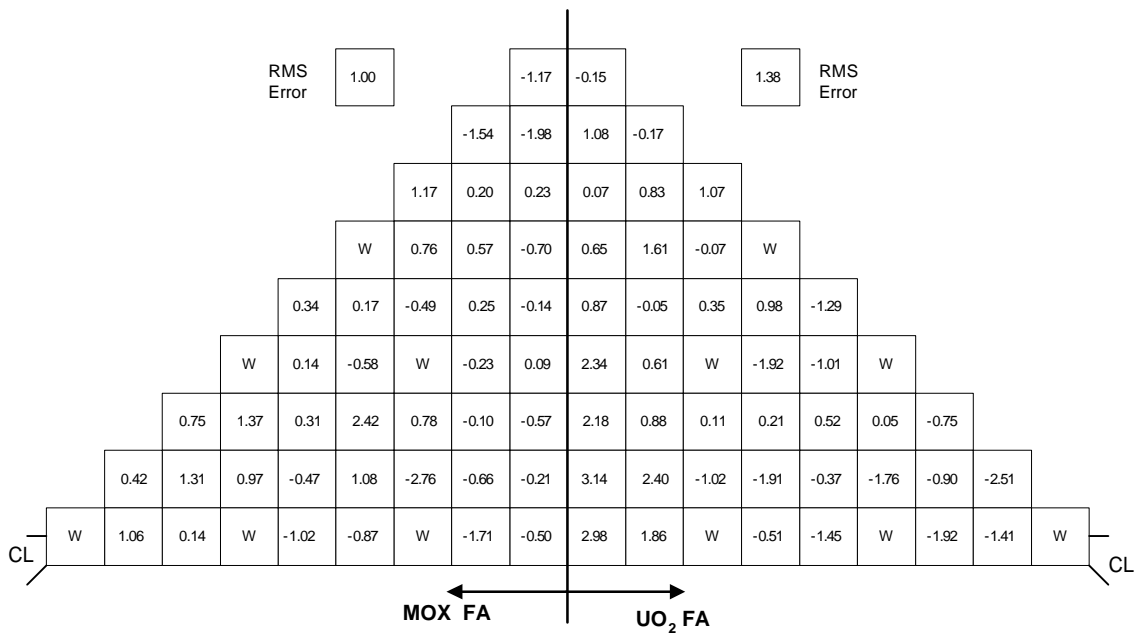 RMS Error 1.00 -1.17 -0.15 1.38 RMS Error
-1.54 -1.98 1.08 -0.17
1.17 0.20 0.23 0.07 0.83 1.07
W 0.76 0.57 -0.70 0.65 1.61 -0.07 W
0.34 0.17 -0.49 0.25 -0.14 0.87 -0.05 0.35 0.98 -1.29
W 0.14 -0.58 W -0.23 0.09 2.34 0.61 W -1.92 -1.01 W
0.75 1.37 0.31 2.42 0.78 -0.10 -0.57 2.18 0.88 0.11 0.21 0.52 0.05 -0.75
0.42 1.31 0.97 -0.47 1.08 -2.76 -0.66 -0.21 3.14 2.40 -1.02 -1.91 -0.37 -1.76 -0.90 -2.51
CL W 1.06 0.14 W -1.02 -0.87 W -1.71 -0.50 2.98 1.86 W -0.51 -1.45 W -1.92 -1.41 W CL
MOX FA UO₂ FA